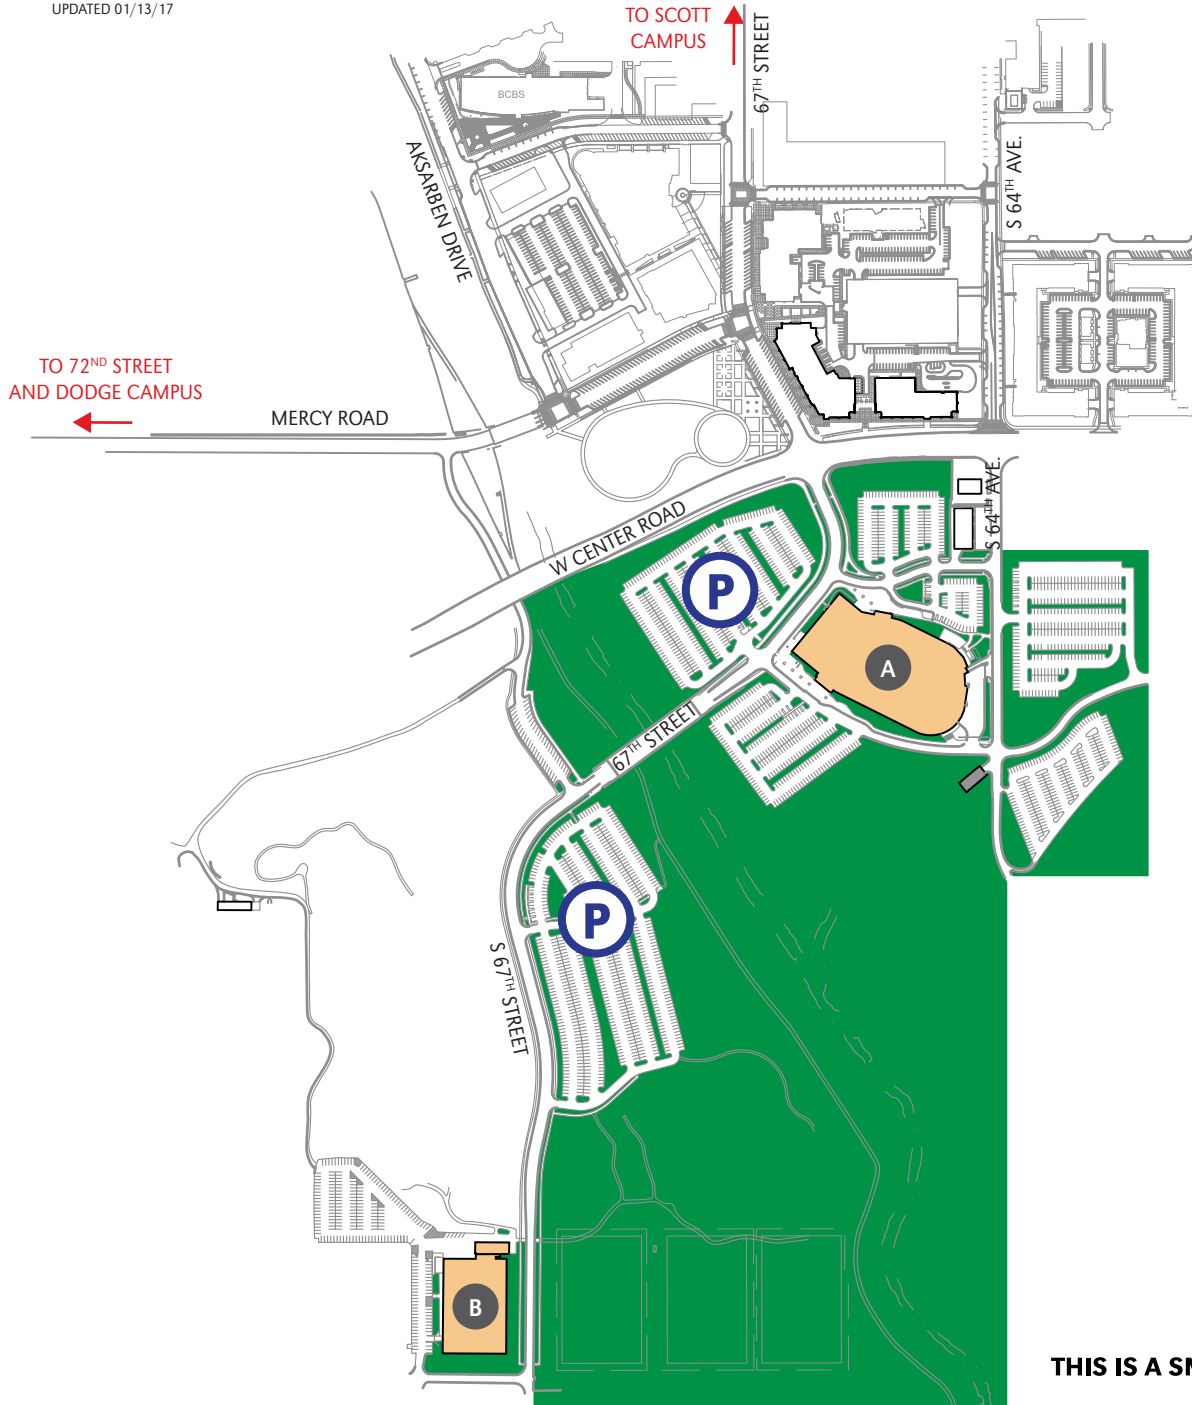 UPDATED 01/13/17
TO SCOTT
CAMPUS
67TH STREET
BCBS
AKSARBEN DRIVE
S 64TH AVE.
TO 72ND STREET
AND DODGE CAMPUS
MERCY ROAD
S 64TH AVE.
W CENTER ROAD
P
A
67TH STREET
P
S 67TH STREET
B
THIS IS A